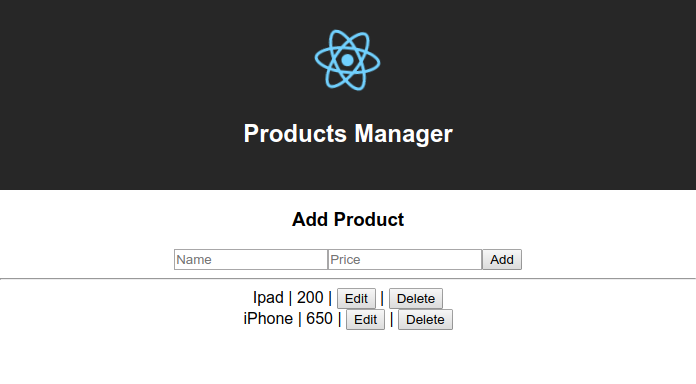 Products Manager
Add Product
Name Price Add
Ipad | 200 | Edit | Delete
iPhone | 650 | Edit | Delete